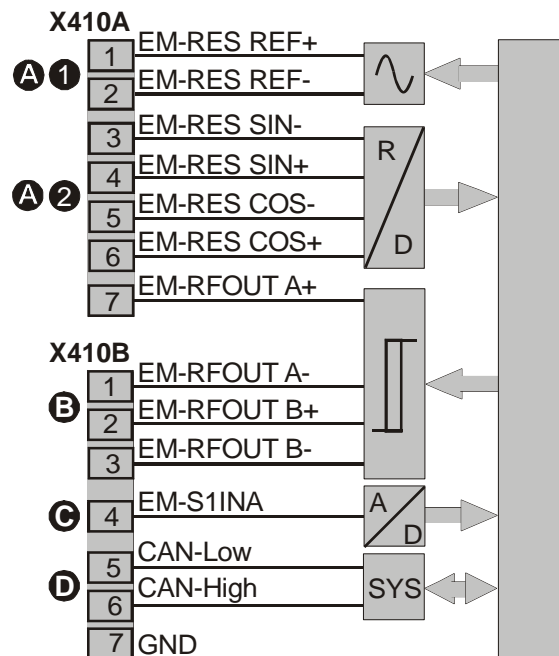 X410A
1 EM-RES REF+
A 1
2 EM-RES REF-
3 EM-RES SIN-
R
4 EM-RES SIN+
A 2
5 EM-RES COS-
D
6 EM-RES COS+
7 EM-RFOUT A+
X410B
1 EM-RFOUT A-
B
2 EM-RFOUT B+
3 EM-RFOUT B-
C 4 EM-S1INA A
D
5 CAN-Low
D SYS
6 CAN-High
7 GND